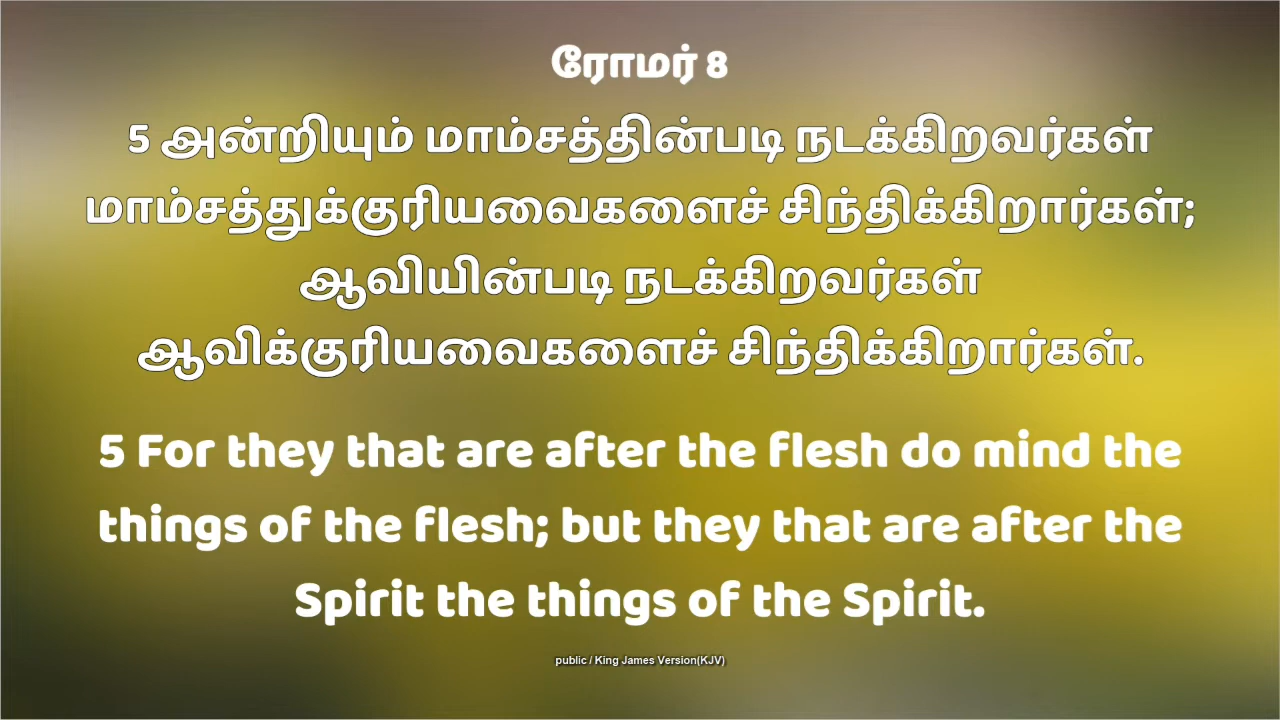 ரோமர் 8
5 அன்றியும் மாம்சத்தின்படி நடக்கிறவர்கள்
மாம்சத்துக்குரியவைகளைச் சிந்திக்கிறார்கள்;
ஆவியின்படி நடக்கிறவர்கள்
ஆவிக்குரியவைகளைச் சிந்திக்கிறார்கள்.
5 For they that are after the flesh do mind the
things of the flesh; but they that are after the
Spirit the things of the Spirit.
public / King James Version(KJV)